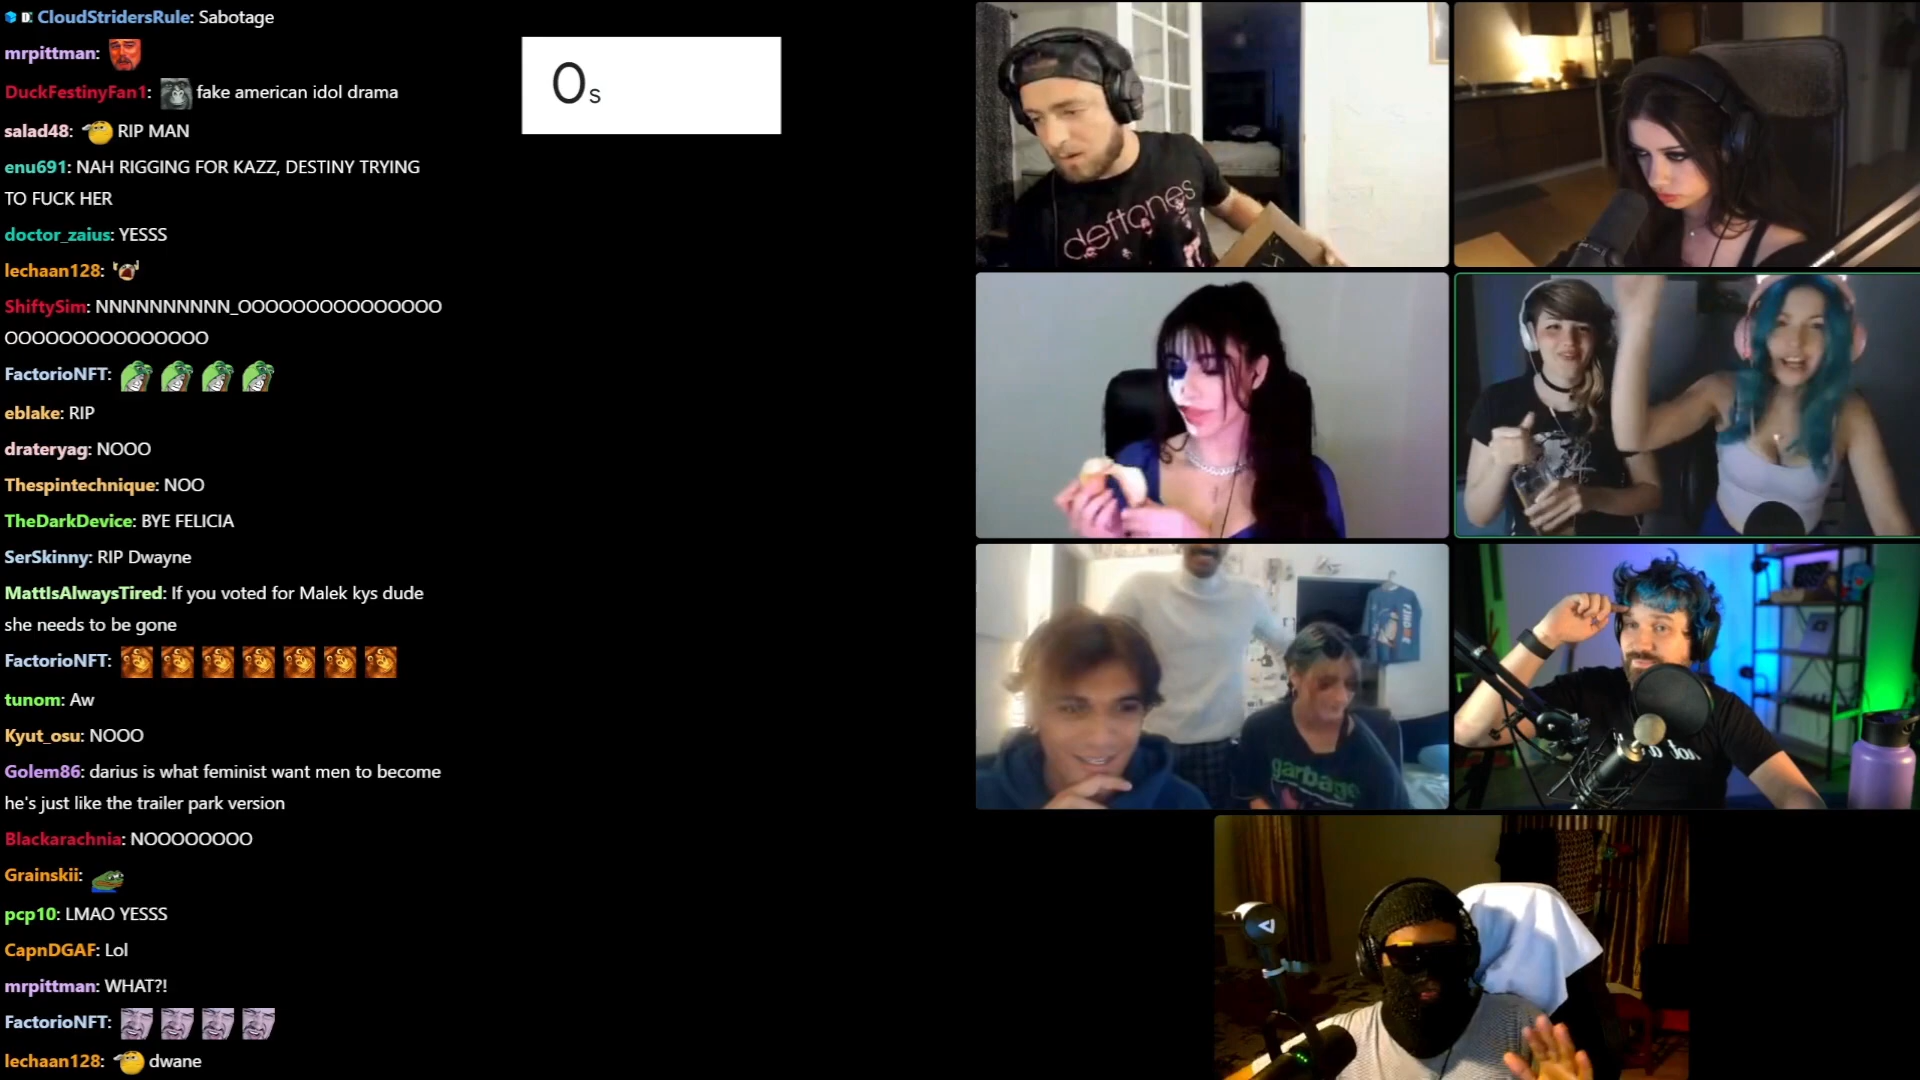 CloudStridersRule: Sabotage
mrpittman:
DuckFestinyFan1: fake american idol drama
salad48: RIP MAN
enu691: NAH RIGGING FOR KAZZ, DESTINY TRYING
TO FUCK HER
doctor_zaius: YESSS
lechaan128:
ShiftySim: NNNNNNNNNN_OOOOOOOOOOOOOOO
OOOOOOOOOOOOOOO
FactorioNFT:
eblake: RIP
drateryag: NOOO
Thespintechnique: NOO
TheDarkDevice: BYE FELICIA
SerSkinny: RIP Dwayne
MattIsAlwaysTired: If you voted for Malek kys dude
she needs to be gone
FactorioNFT:
tunom: Aw
Kyut_osu: NOOO
Golem86: darius is what feminist want men to become
he's just like the trailer park version
Blackarachnia: NOOOOOOOO
Grainskii:
pcp10: LMAO YESSS
CapnDGAF: Lol
mrpittman: WHAT?!
FactorioNFT:
lechaan128: dwane
0s
deftones
garbage